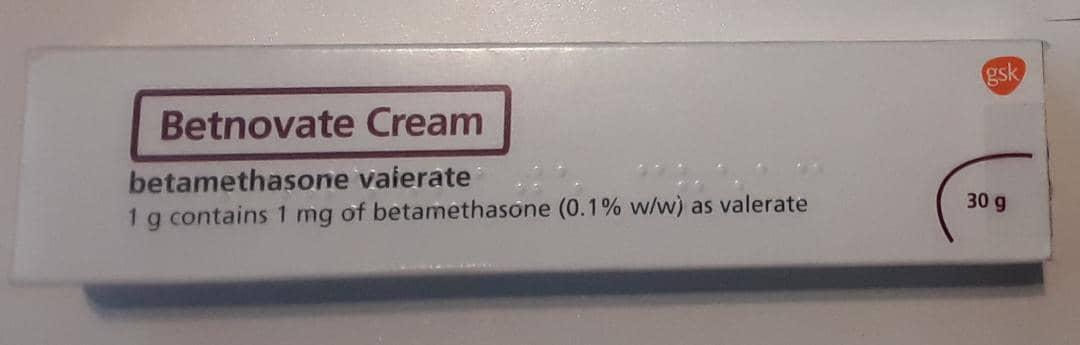 gsk
Betnovate Cream
betamethasone valerate
1 g contains 1 mg of betamethasone (0.1% w/w) as valerate
30 g